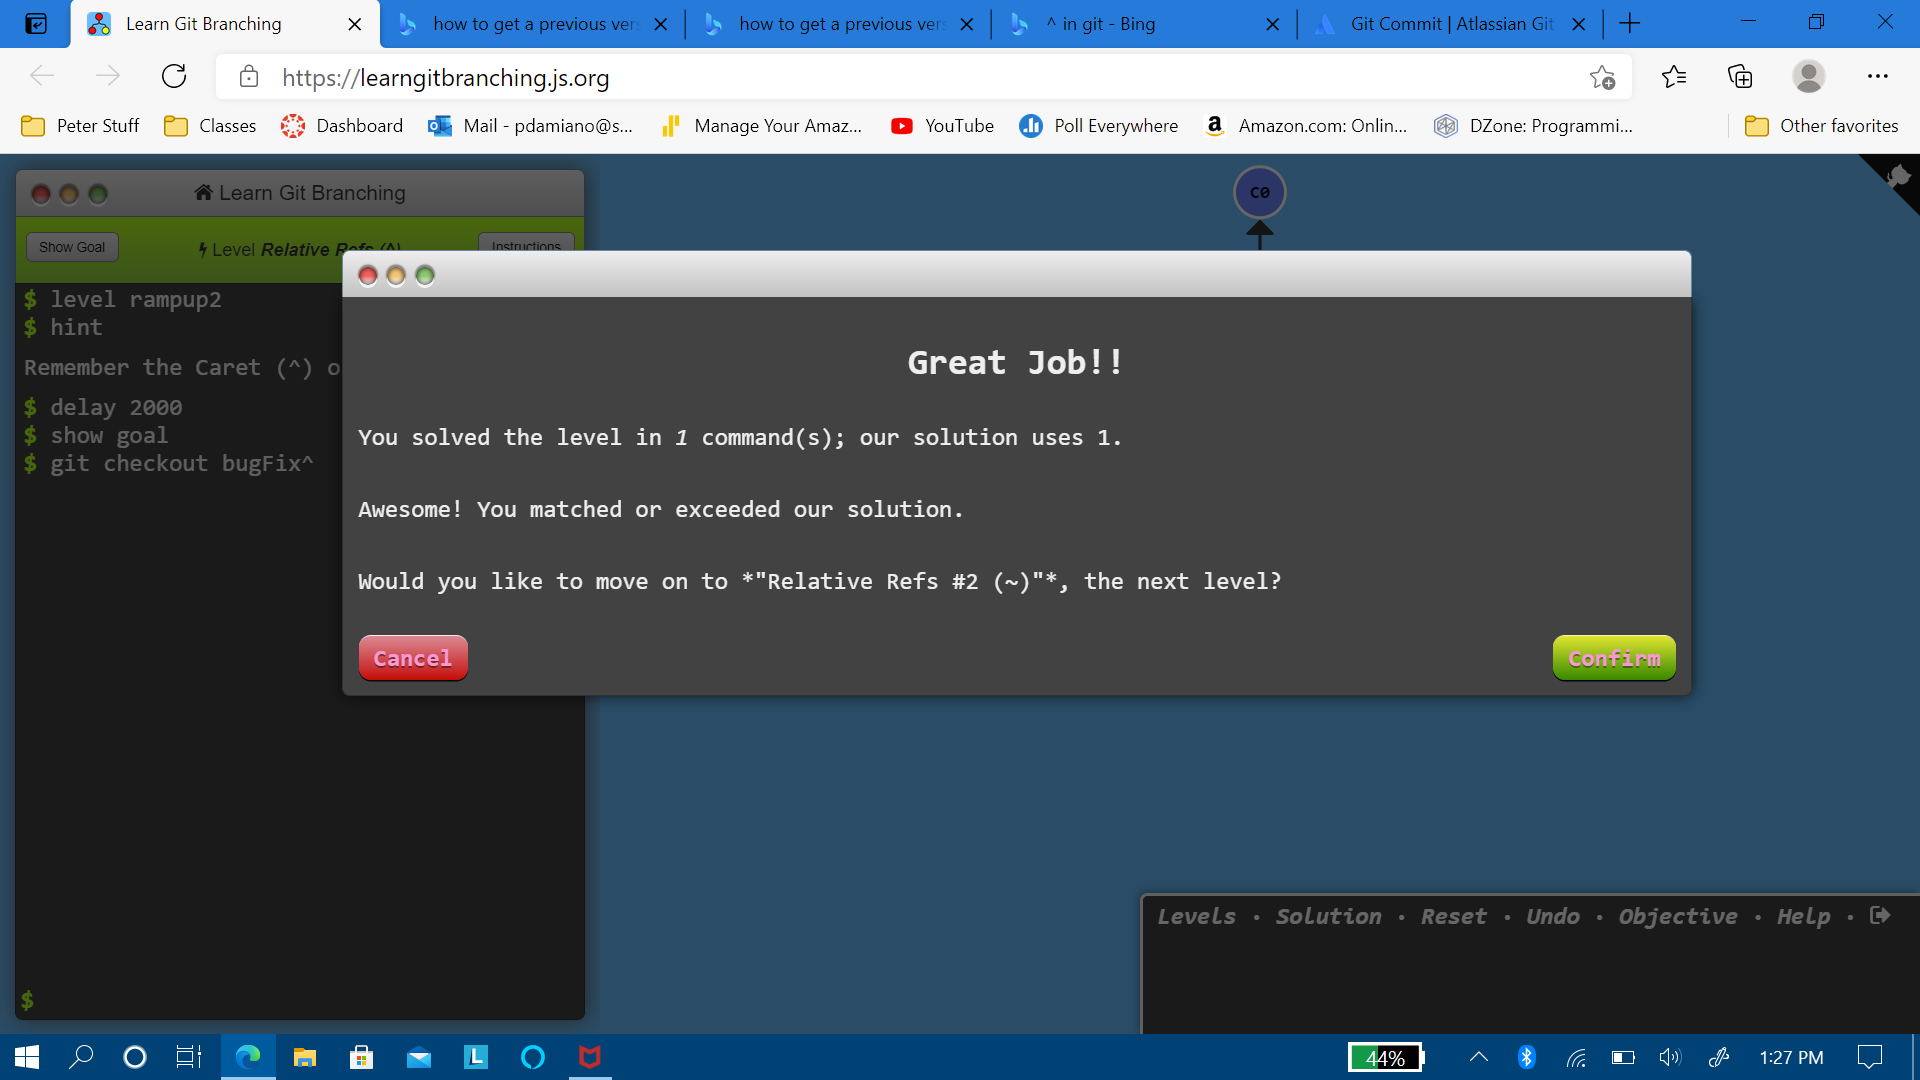 Learn Git Branching
how to get a previous vers
how to get a previous vers
^ in git - Bing
Git Commit | Atlassian Git
https://learngitbranching.js.org
Peter Stuff
Classes
Dashboard
Mail - pdamiano@s...
Manage Your Amaz...
YouTube
Poll Everywhere
Amazon.com: Onlin...
DZone: Programmi...
Other favorites
Learn Git Branching
Show Goal
Level Relative Refs (^)
Instructions
$ level rampup2
$ hint
Remember the Caret (^) o
$ delay 2000
$ show goal
$ git checkout bugFix^
$
C0
Great Job!!
You solved the level in 1 command(s); our solution uses 1.
Awesome! You matched or exceeded our solution.
Would you like to move on to *"Relative Refs #2 (~)"*, the next level?
Cancel
Confirm
Levels · Solution · Reset · Undo · Objective · Help ·
44%
1:27 PM